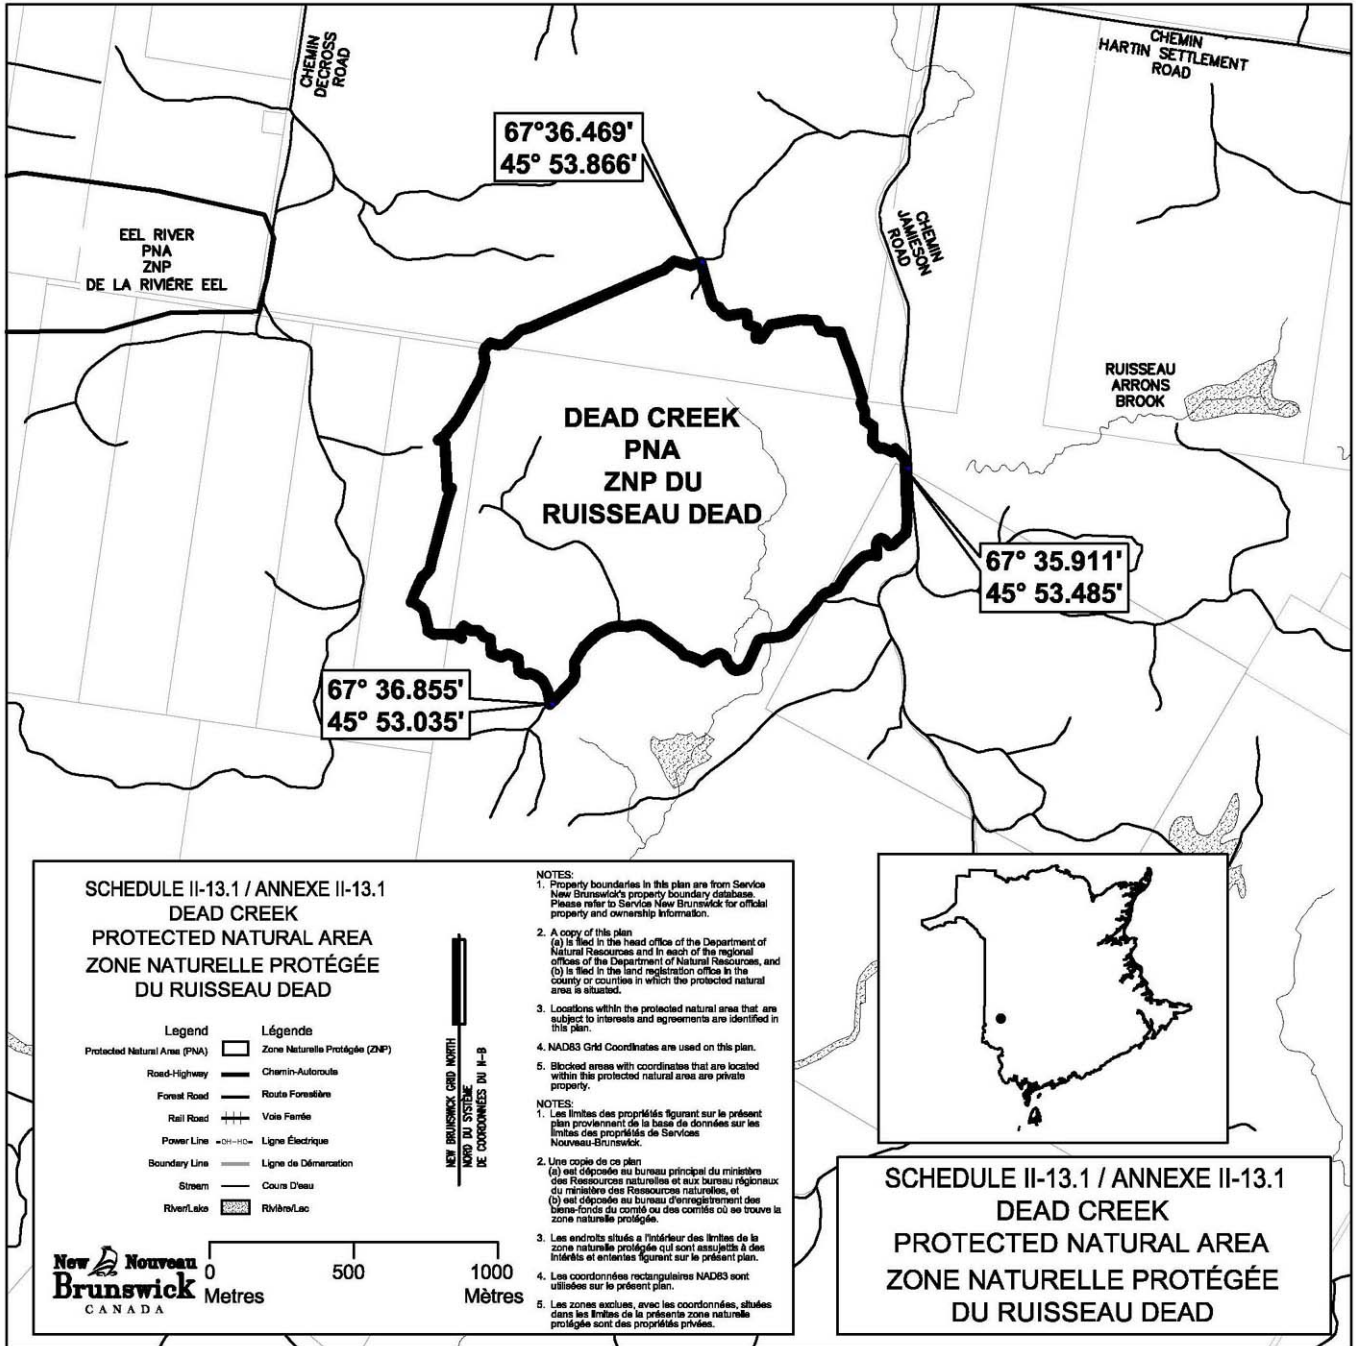 CHEMIN
DECROSS
ROAD
CHEMIN
HARTIN SETTLEMENT
ROAD
67°36.469'
45° 53.866'
EEL RIVER
PNA
ZNP
DE LA RIVIÉRE EEL
CHEMIN
JAMIESON
ROAD
RUISSEAU
ARRONS
BROOK
DEAD CREEK
PNA
ZNP DU
RUISSEAU DEAD
67° 35.911'
45° 53.485'
67° 36.855'
45° 53.035'
SCHEDULE II-13.1 / ANNEXE II-13.1
DEAD CREEK
PROTECTED NATURAL AREA
ZONE NATURELLE PROTÉGÉE
DU RUISSEAU DEAD
Legend Légende
Protected Natural Area (PNA) Zone Naturelle Protégée (ZNP)
Road-Highway Chemin-Autoroute
Forest Road Route Forestière
Rail Road Voie Ferrée
Power Line OH-HO Ligne Électrique
Boundary Line Ligne de Démarcation
Stream Cours D'eau
River/Lake Rivière/Lac
NEW BRUNSWICK GRID NORTH
NORD DU SYSTÈME
DE COORDONNÉES DU N-B
New Nouveau
Brunswick
CANADA
0 500 1000
Metres Mètres
NOTES:
1. Property boundaries in this plan are from Service
New Brunswick's property boundary database.
Please refer to Service New Brunswick for official
property and ownership information.
2. A copy of this plan
(a) is filed in the head office of the Department of
Natural Resources and in each of the regional
offices of the Department of Natural Resources, and
(b) is filed in the land registration office in the
county or counties in which the protected natural
area is situated.
3. Locations within the protected natural area that are
subject to interests and agreements are identified in
this plan.
4. NAD83 Grid Coordinates are used on this plan.
5. Blocked areas with coordinates that are located
within this protected natural area are private
property.
NOTES:
1. Les limites des propriétés figurant sur le présent
plan proviennent de la base de données sur les
limites des propriétés de Services
Nouveau-Brunswick.
2. Une copie de ce plan
(a) est déposée au bureau principal du ministère
des Ressources naturelles et aux bureau régionaux
du ministère des Ressources naturelles, et
(b) est déposée au bureau d'enregistrement des
biens-fonds du comté ou des comtés où se trouve la
zone naturelle protégée.
3. Les endroits situés a l'intérieur des limites de la
zone naturelle protégée qui sont assujettis à des
intérêts et ententes figurant sur le présent plan.
4. Les coordonnées rectangulaires NAD83 sont
utilisées sur le présent plan.
5. Les zones exclues, avec les coordonnées, situées
dans les limites de la présente zone naturelle
protégée sont des propriétés privées.
SCHEDULE II-13.1 / ANNEXE II-13.1
DEAD CREEK
PROTECTED NATURAL AREA
ZONE NATURELLE PROTÉGÉE
DU RUISSEAU DEAD